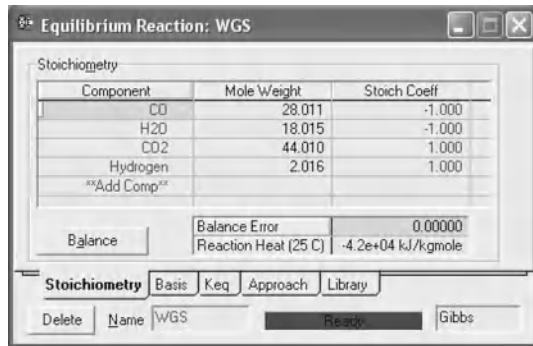 Equilibrium Reaction: WGS
Stoichiometry
Component Mole Weight Stoich Coeff
CO 28.011 -1.000
H2O 18.015 -1.000
CO2 44.010 1.000
Hydrogen 2.016 1.000
**Add Comp**
Balance Error 0.00000
Balance Reaction Heat (25 C) -4.2e+04 kJ/kgmole
Stoichiometry Basis Keq Approach Library
Delete Name WGS Ready Gibbs